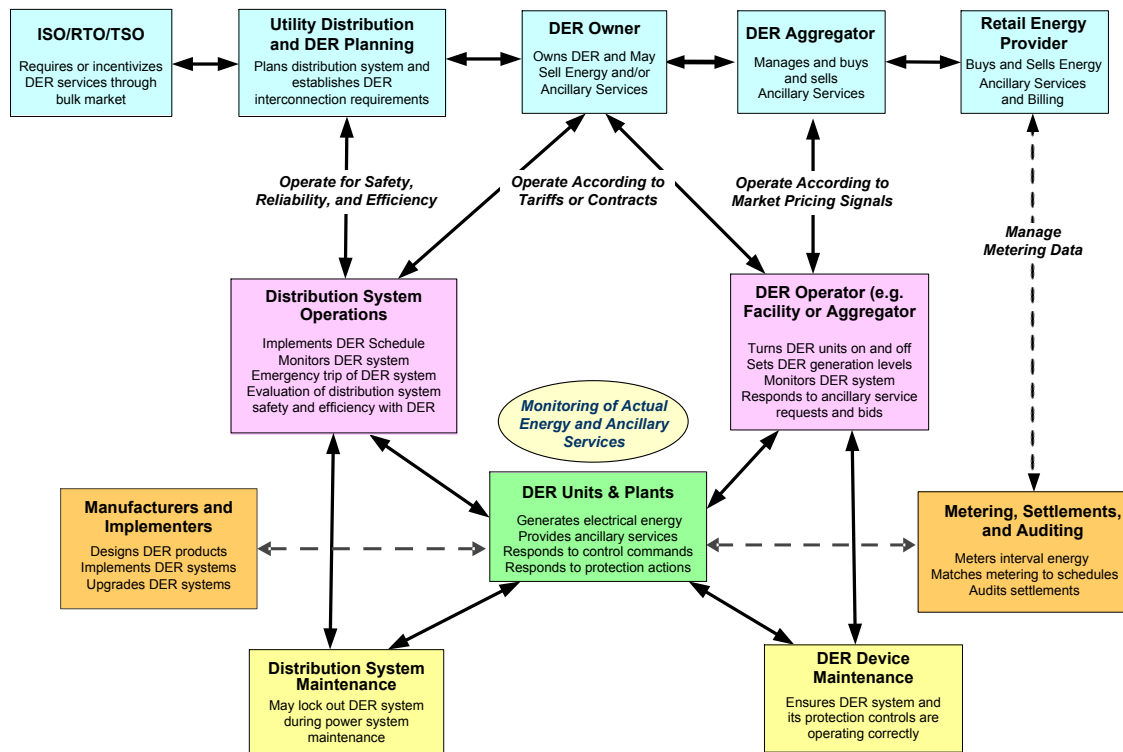 ISO/RTO/TSO
Requires or incentivizes
DER services through
bulk market
Utility Distribution
and DER Planning
Plans distribution system and
establishes DER
interconnection requirements
DER Owner
Owns DER and May
Sell Energy and/or
Ancillary Services
DER Aggregator
Manages and buys
and sells
Ancillary Services
Retail Energy
Provider
Buys and Sells Energy
Ancillary Services
and Billing
Operate for Safety,
Reliability, and Efficiency
Operate According to
Tariffs or Contracts
Operate According to
Market Pricing Signals
Manage
Metering Data
Distribution System
Operations
Implements DER Schedule
Monitors DER system
Emergency trip of DER system
Evaluation of distribution system
safety and efficiency with DER
DER Operator (e.g.
Facility or Aggregator
Turns DER units on and off
Sets DER generation levels
Monitors DER system
Responds to ancillary service
requests and bids
Monitoring of Actual
Energy and Ancillary
Services
Manufacturers and
Implementers
Designs DER products
Implements DER systems
Upgrades DER systems
DER Units & Plants
Generates electrical energy
Provides ancillary services
Responds to control commands
Responds to protection actions
Metering, Settlements,
and Auditing
Meters interval energy
Matches metering to schedules
Audits settlements
Distribution System
Maintenance
May lock out DER system
during power system
maintenance
DER Device
Maintenance
Ensures DER system and
its protection controls are
operating correctly